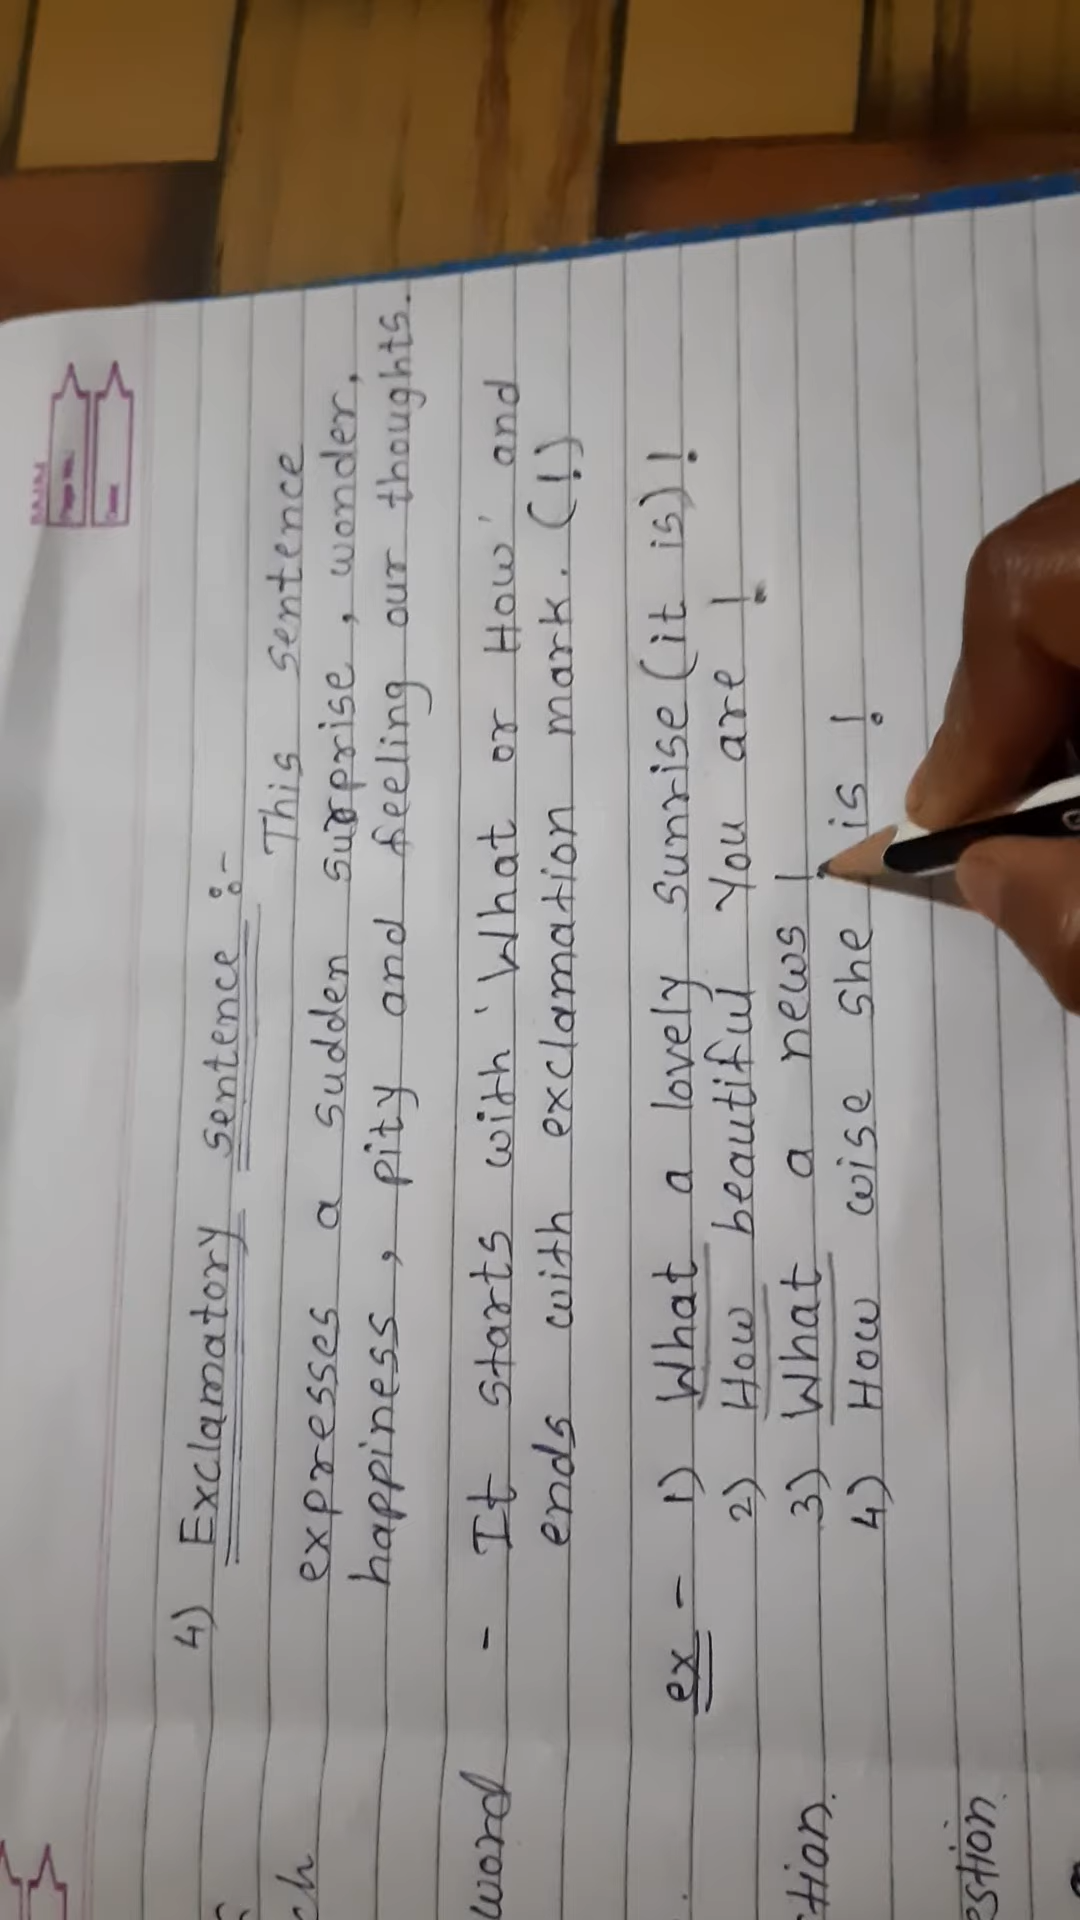 4) Exclamatory sentence :-
This sentence
expresses a sudden surprise, wonder,
happiness, pity and feeling our thoughts.
- It starts with 'What or How' and
ends with exclamation mark. (!)
ex - 1) What a lovely sunrise (it is)!
2) How beautiful You are !
3) What a news !
4) How wise she is !
ch
word
tion.
estion.